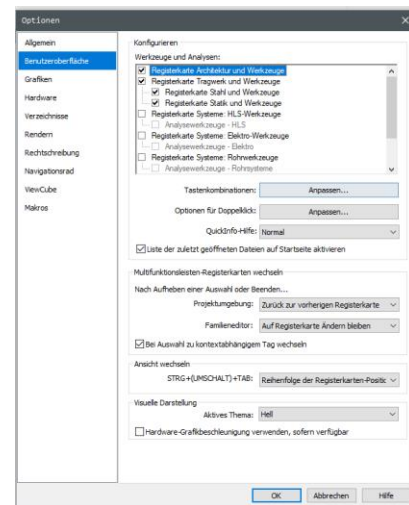 Optionen
Allgemein
Benutzeroberfläche
Grafiken
Hardware
Verzeichnisse
Rendern
Rechtschreibung
Navigationsrad
ViewCube
Makros
Konfigurieren
Werkzeuge und Analysen:
Registerkarte Architektur und Werkzeuge
Registerkarte Tragwerk und Werkzeuge
Registerkarte Stahl und Werkzeuge
Registerkarte Statik und Werkzeuge
Registerkarte Systeme: HLS-Werkzeuge
Analysewerkzeuge - HLS
Registerkarte Systeme: Elektro-Werkzeuge
Analysewerkzeuge - Elektro
Registerkarte Systeme: Rohrwerkzeuge
Analysewerkzeuge - Rohrsysteme
Tastenkombinationen: Anpassen...
Optionen für Doppelklick: Anpassen...
QuickInfo-Hilfe: Normal
Liste der zuletzt geöffneten Dateien auf Startseite aktivieren
Multifunktionsleisten-Registerkarten wechseln
Nach Aufheben einer Auswahl oder Beenden...
Projektumgebung: Zurück zur vorherigen Registerkarte
Familieneditor: Auf Registerkarte Ändern bleiben
Bei Auswahl zu kontextabhängigem Tag wechseln
Ansicht wechseln
STRG+(UMSCHALT)+TAB: Reihenfolge der Registerkarten-Positic
Visuelle Darstellung
Aktives Thema: Hell
Hardware-Grafikbeschleunigung verwenden, sofern verfügbar
OK Abbrechen Hilfe